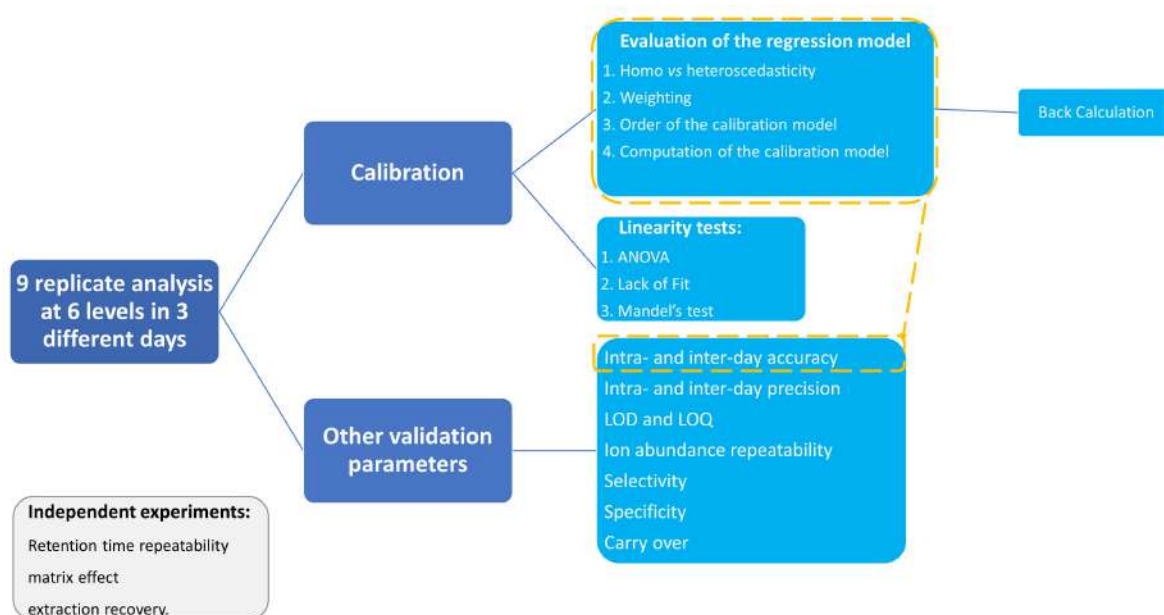 Evaluation of the regression model
1. Homo vs heteroscedasticity
2. Weighting
3. Order of the calibration model
4. Computation of the calibration model
Back Calculation
Calibration
Linearity tests:
1. ANOVA
2. Lack of Fit
3. Mandel's test
9 replicate analysis
at 6 levels in 3
different days
Intra- and inter-day accuracy
Intra- and inter-day precision
LOD and LOQ
Ion abundance repeatability
Selectivity
Specificity
Carry over
Other validation
parameters
Independent experiments:
Retention time repeatability
matrix effect
extraction recovery.